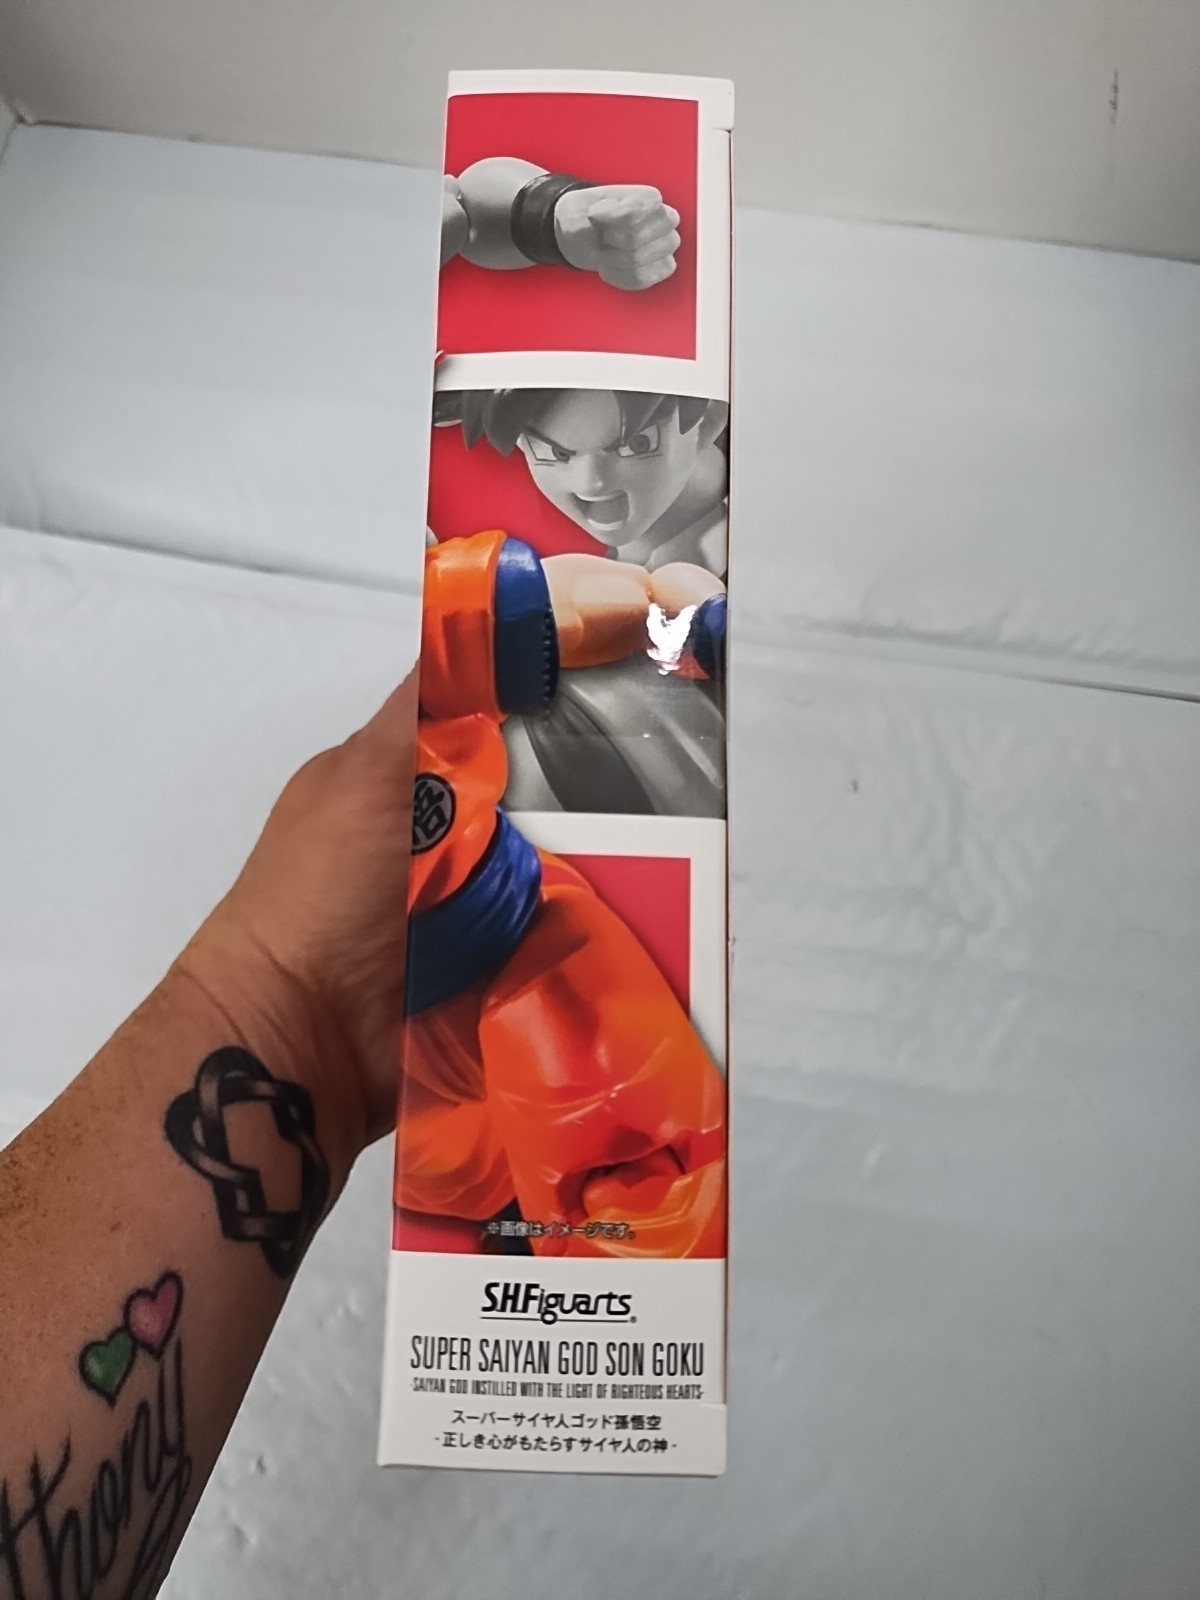 悟
※画像はイメージです。
S.H.Figuarts®
SUPER SAIYAN GOD SON GOKU
-SAIYAN GOD INSTILLED WITH THE LIGHT OF RIGHTEOUS HEARTS-
スーパーサイヤ人ゴッド孫悟空
-正しき心がもたらすサイヤ人の神-
thony